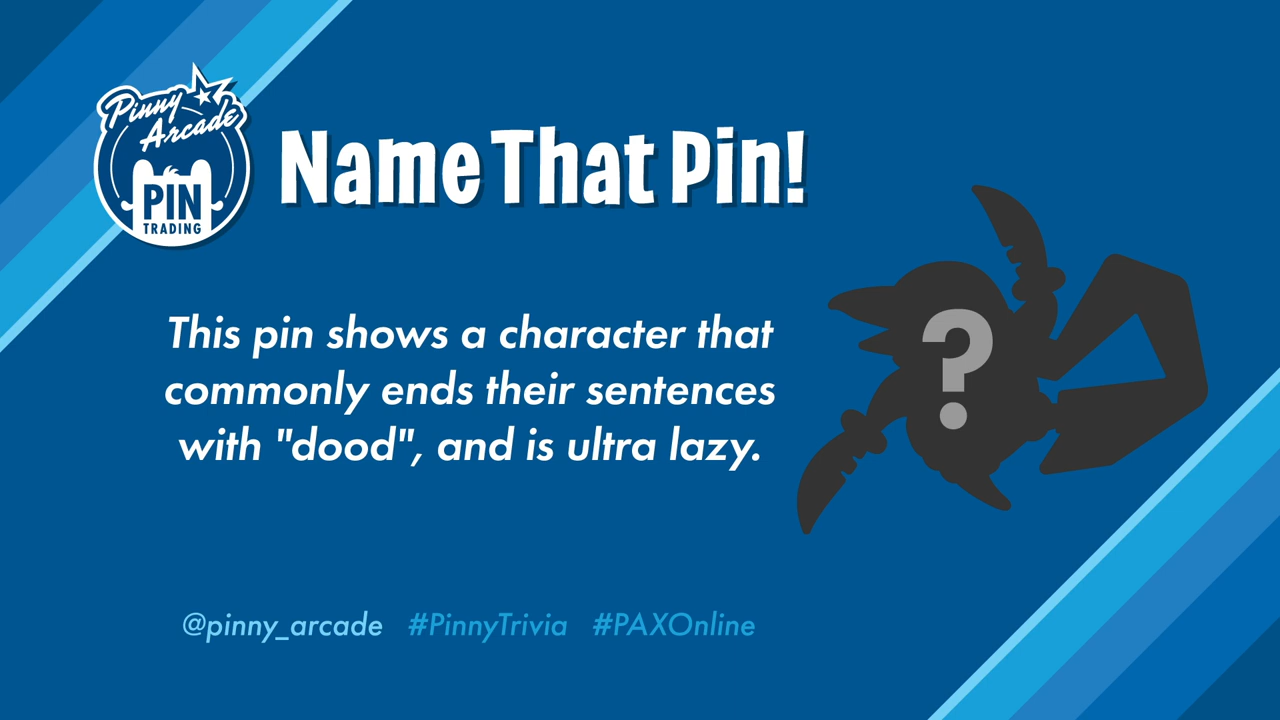 Pinny
Arcade
PIN
TRADING
Name That Pin!
This pin shows a character that
commonly ends their sentences
with "dood", and is ultra lazy.
?
@pinny_arcade #PinnyTrivia #PAXOnline